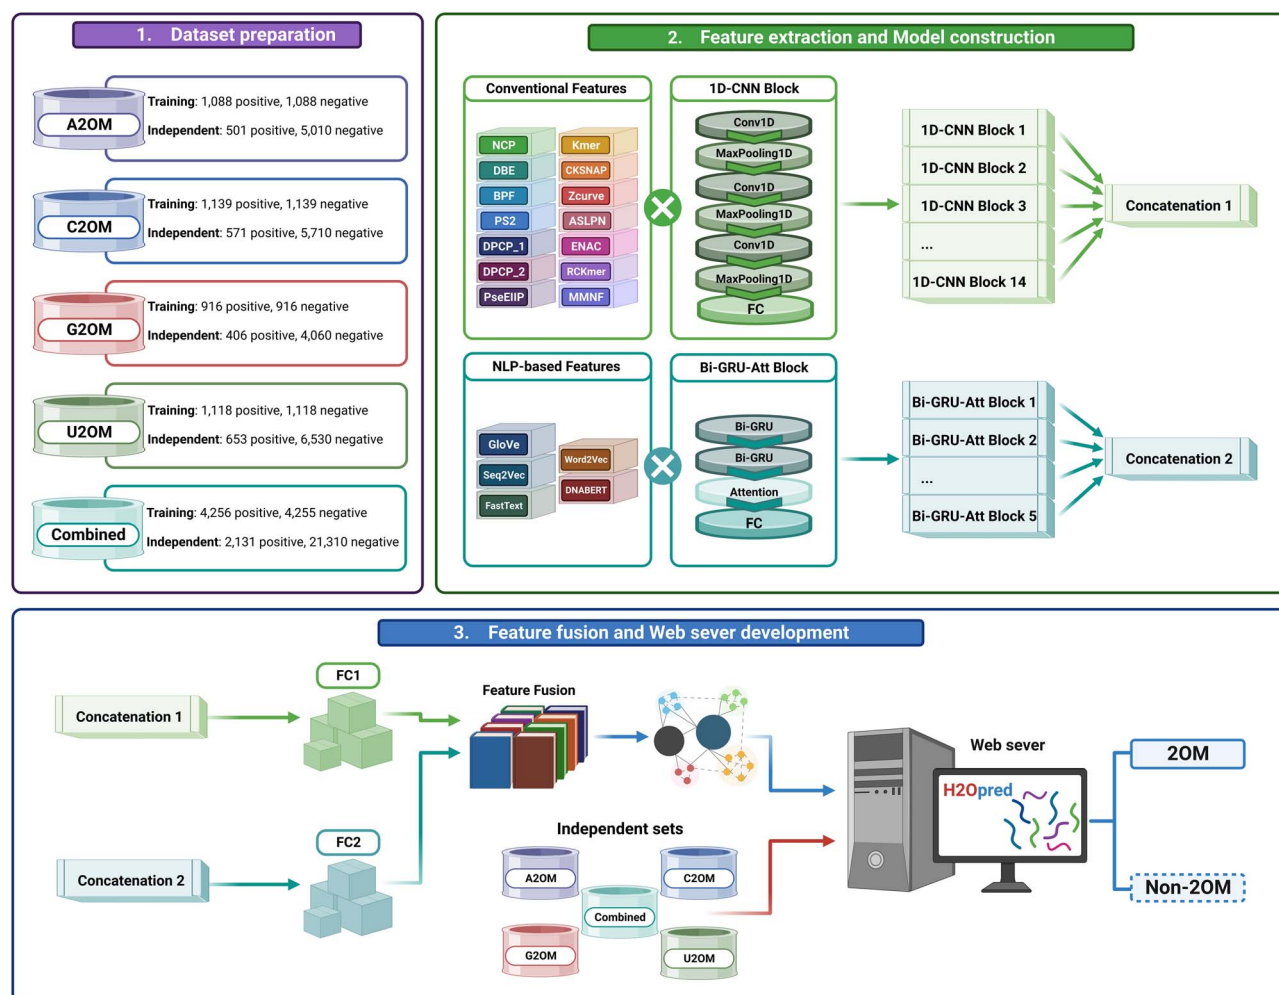 1. Dataset preparation
A2OM
Training: 1,088 positive, 1,088 negative
Independent: 501 positive, 5,010 negative
C2OM
Training: 1,139 positive, 1,139 negative
Independent: 571 positive, 5,710 negative
G2OM
Training: 916 positive, 916 negative
Independent: 406 positive, 4,060 negative
U2OM
Training: 1,118 positive, 1,118 negative
Independent: 653 positive, 6,530 negative
Combined
Training: 4,256 positive, 4,255 negative
Independent: 2,131 positive, 21,310 negative
2. Feature extraction and Model construction
Conventional Features
NCP
Kmer
DBE
CKSNAP
BPF
Zcurve
PS2
ASLPN
DPCP_1
ENAC
DPCP_2
RCKmer
PseEIIP
MMNF
1D-CNN Block
Conv1D
MaxPooling1D
Conv1D
MaxPooling1D
Conv1D
MaxPooling1D
FC
1D-CNN Block 1
1D-CNN Block 2
1D-CNN Block 3
...
1D-CNN Block 14
Concatenation 1
NLP-based Features
GloVe
Seq2Vec
FastText
Word2Vec
DNABERT
Bi-GRU-Att Block
Bi-GRU
Bi-GRU
Attention
FC
Bi-GRU-Att Block 1
Bi-GRU-Att Block 2
...
Bi-GRU-Att Block 5
Concatenation 2
3. Feature fusion and Web sever development
Concatenation 1
FC1
Feature Fusion
Concatenation 2
FC2
Independent sets
A2OM
C2OM
Combined
G2OM
U2OM
Web sever
H2Opred
2OM
Non-2OM